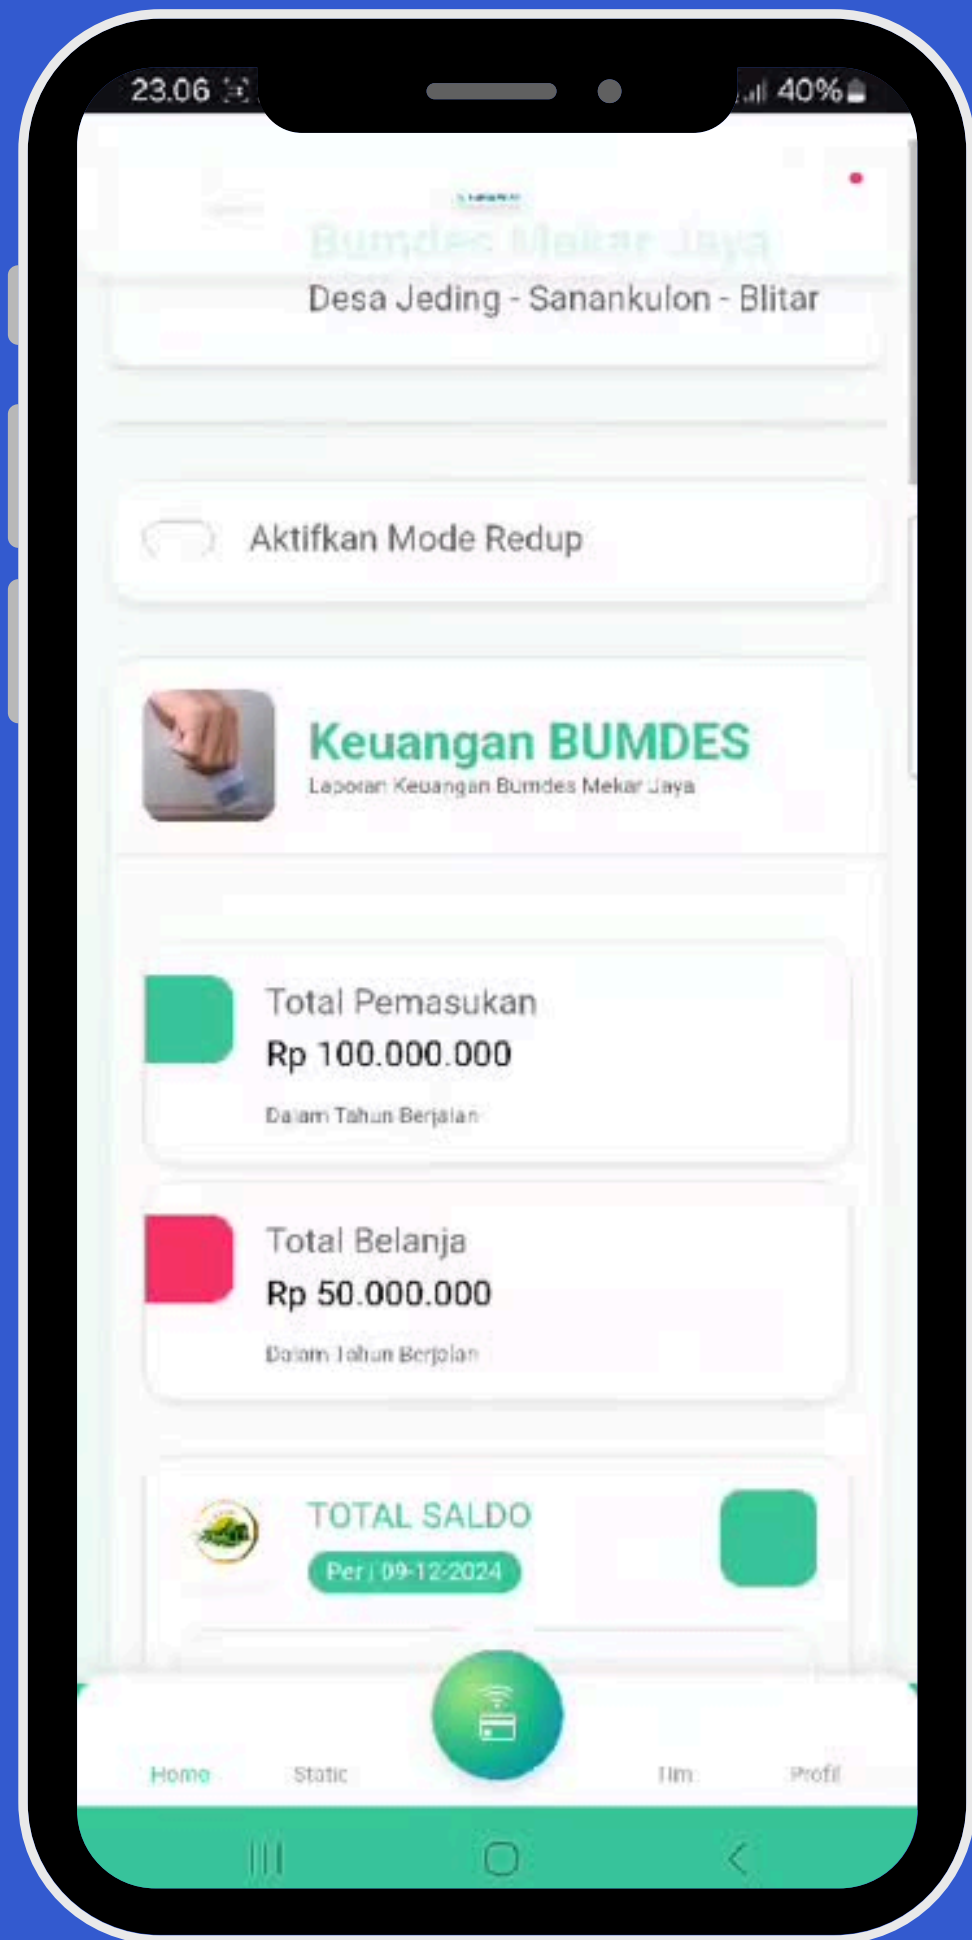 23.06
40%
Bumdes Mekar Jaya
Desa Jeding - Sanankulon - Blitar
Aktifkan Mode Redup
Keuangan BUMDES
Laporan Keuangan Bumdes Mekar Jaya
Total Pemasukan
Rp 100.000.000
Dalam Tahun Berjalan
Total Belanja
Rp 50.000.000
Dalam Tahun Berjalan
TOTAL SALDO
Per | 09-12-2024
Home Static Tim Profil